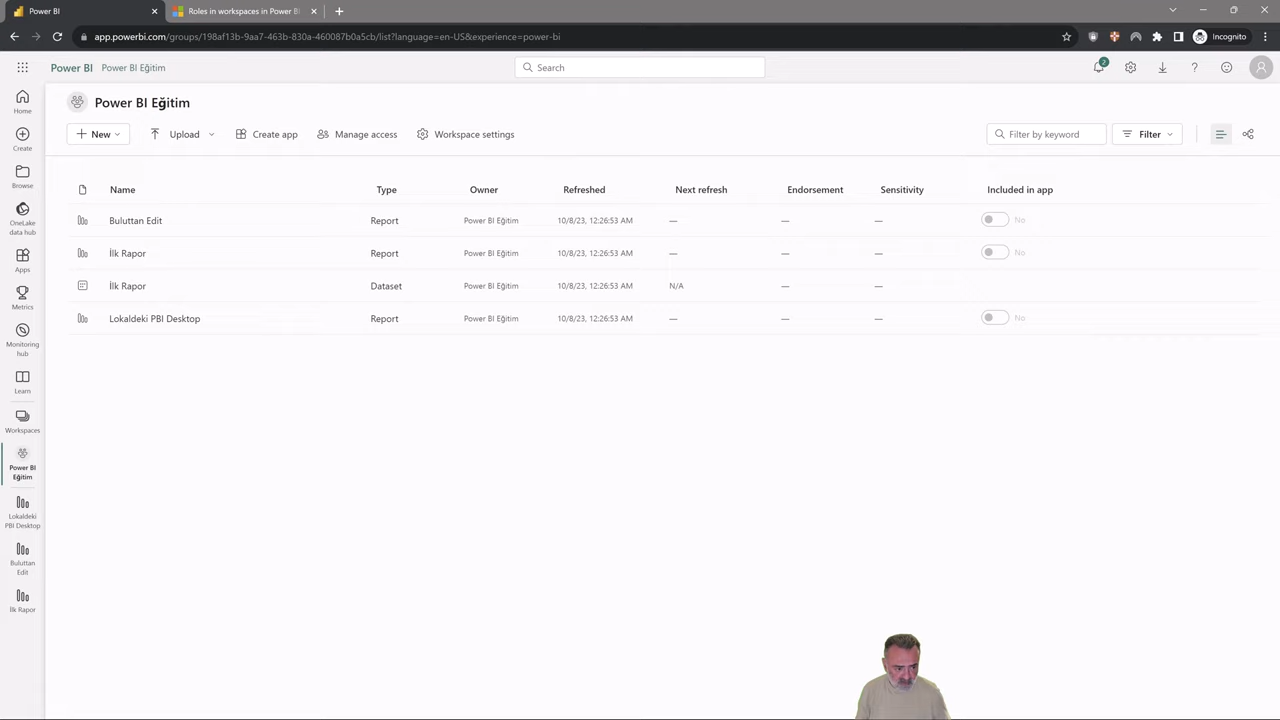 Power BI
Roles in workspaces in Power BI
app.powerbi.com/groups/198af13b-9aa7-463b-830a-460087b0a5cb/list?language=en-US&experience=power-bi
Incognito
Power BI
Power BI Eğitim
Search
2
Home
Create
Browse
OneLake
data hub
Apps
Metrics
Monitoring
hub
Learn
Workspaces
Power BI
Eğitim
Lokaldeki
PBI Desktop
Buluttan
Edit
İlk Rapor
Power BI Eğitim
New
Upload
Create app
Manage access
Workspace settings
Filter by keyword
Filter
Name Type Owner Refreshed Next refresh Endorsement Sensitivity Included in app
Buluttan Edit Report Power BI Eğitim 10/8/23, 12:26:53 AM — — — No
İlk Rapor Report Power BI Eğitim 10/8/23, 12:26:53 AM — — — No
İlk Rapor Dataset Power BI Eğitim 10/8/23, 12:26:53 AM N/A — —
Lokaldeki PBI Desktop Report Power BI Eğitim 10/8/23, 12:26:53 AM — — — No